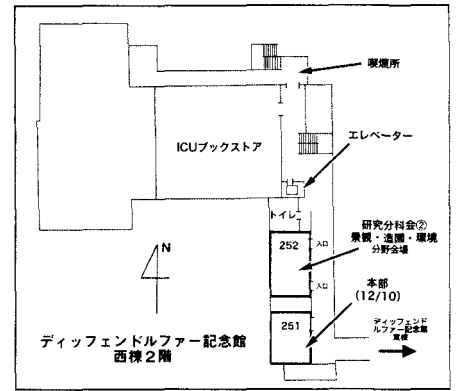 喫煙所
エレベーター
ICUブックストア
トイレ
研究分科会②
景観・造園・環境
分野会場
252
入口
入口
本部
(12/10)
251
N
ディッフェンドルファー記念館
西棟2階
ディッフェンド
ルファー記念館
東棟